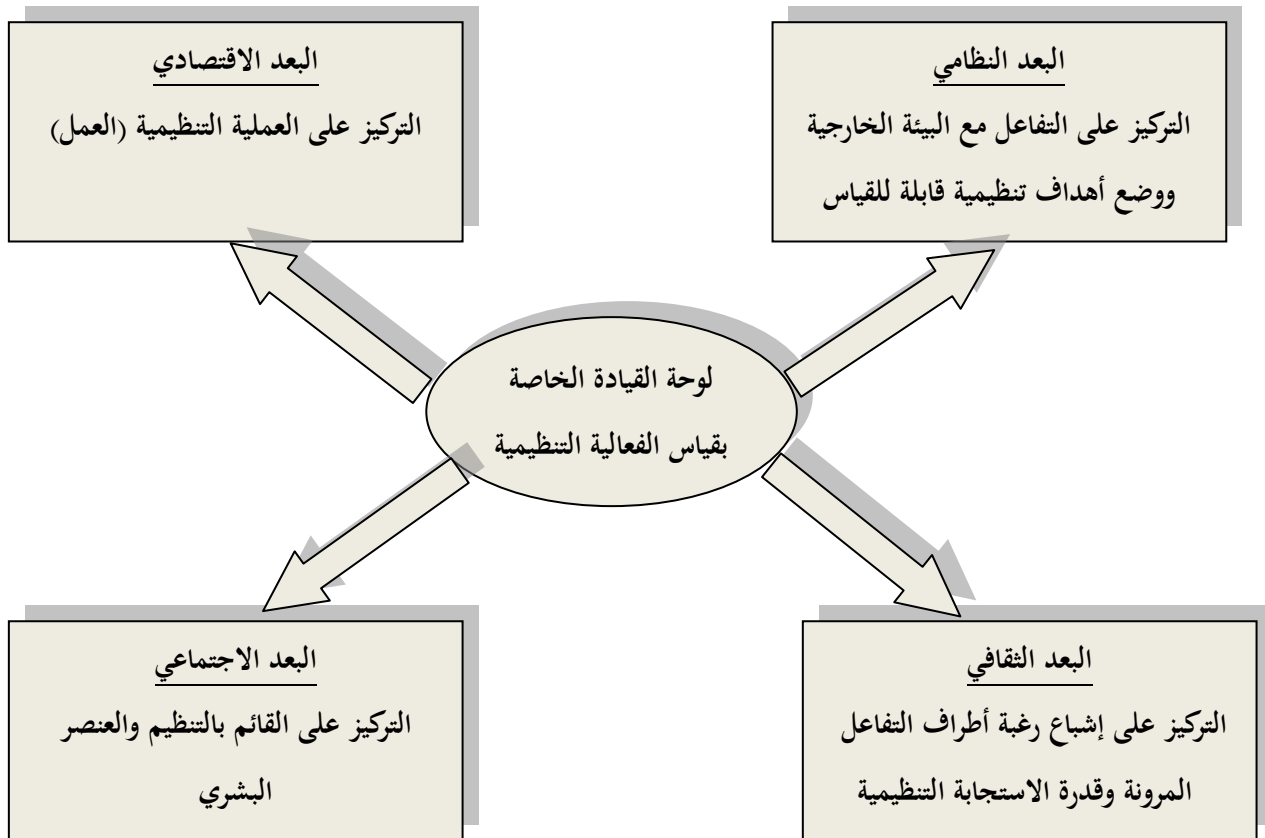 البعد النظامي
التركيز على التفاعل مع البيئة الخارجية
ووضع أهداف تنظيمية قابلة للقياس
البعد الاقتصادي
التركيز على العملية التنظيمية (العمل)
لوحة القيادة الخاصة
بقياس الفعالية التنظيمية
البعد الثقافي
التركيز على إشباع رغبة أطراف التفاعل
المرونة وقدرة الاستجابة التنظيمية
البعد الاجتماعي
التركيز على القائم بالتنظيم والعنصر
البشري